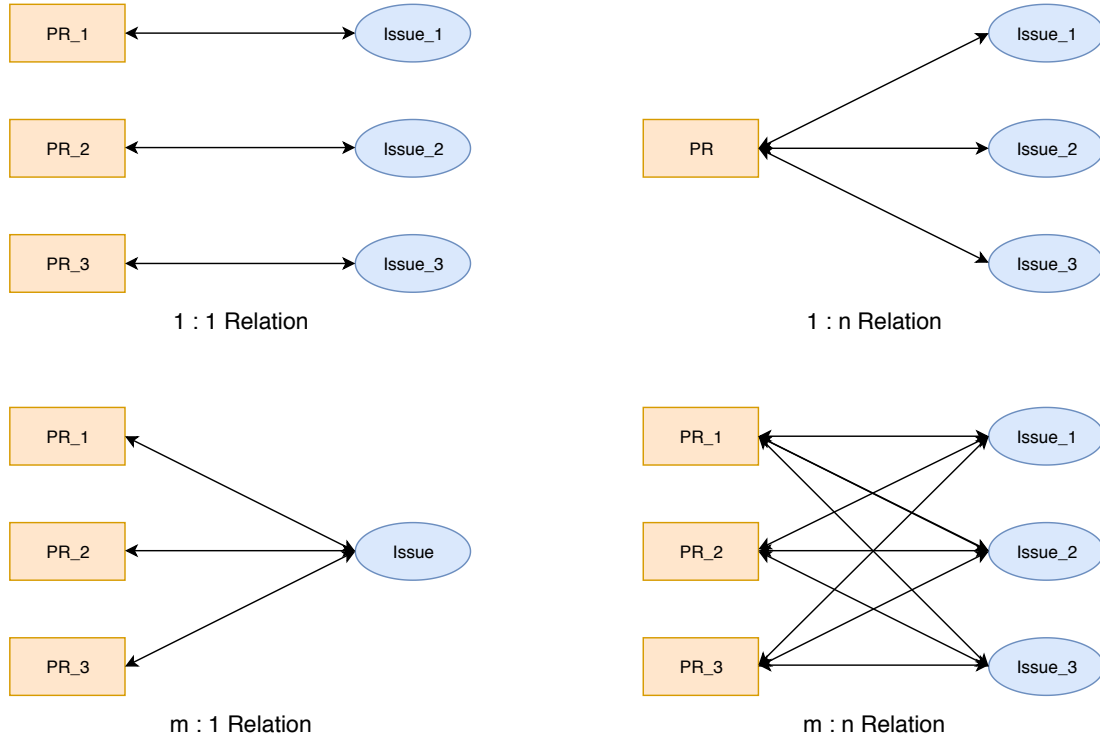 PR_1
Issue_1
PR_2
Issue_2
PR_3
Issue_3
1 : 1 Relation
Issue_1
PR
Issue_2
Issue_3
1 : n Relation
PR_1
PR_2
Issue
PR_3
m : 1 Relation
PR_1
Issue_1
PR_2
Issue_2
PR_3
Issue_3
m : n Relation